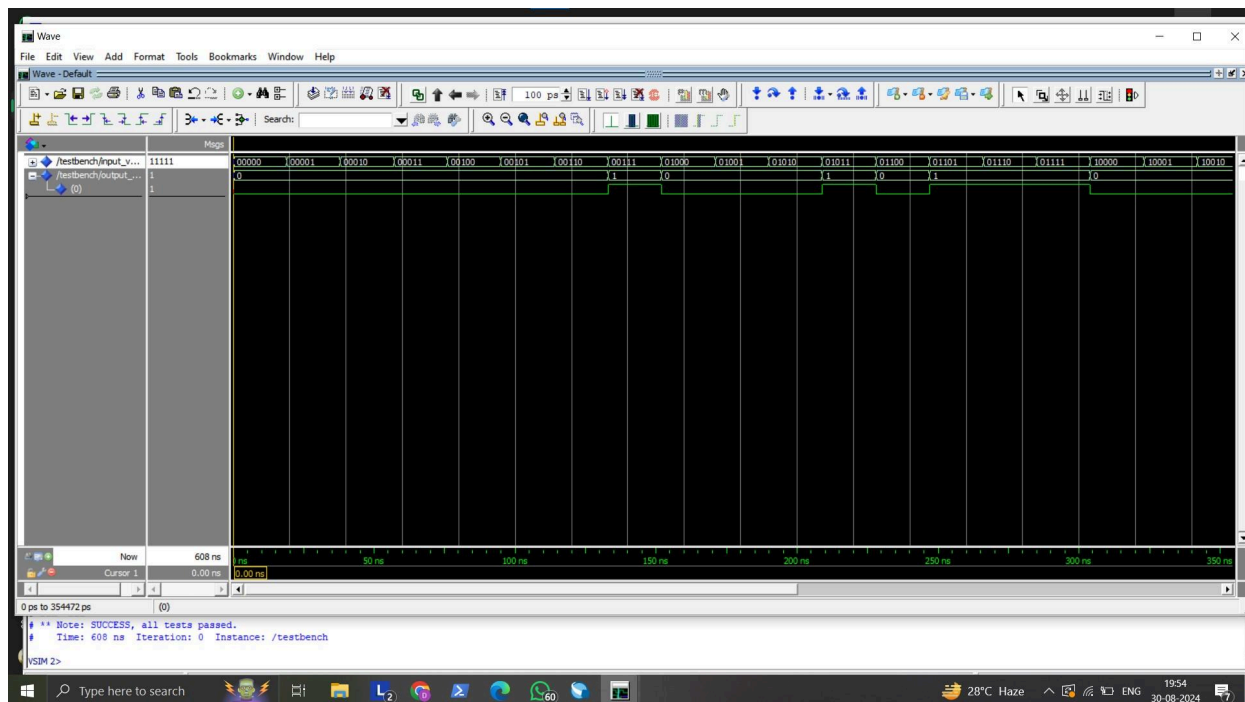 Wave
File Edit View Add Format Tools Bookmarks Window Help
Wave - Default
100 ps
Search:
Msgs
/testbench/input_v... 11111 00000 00001 00010 00011 00100 00101 00110 00111 01000 01001 01010 01011 01100 01101 01110 01111 10000 10001 10010
/testbench/output_... 1 0 1 0 1 0 1 0
(0) 1
Now 608 ns ns 50 ns 100 ns 150 ns 200 ns 250 ns 300 ns 350 ns
Cursor 1 0.00 ns 0.00 ns
0 ps to 354472 ps (0)
# ** Note: SUCCESS, all tests passed.
# Time: 608 ns Iteration: 0 Instance: /testbench
VSIM 2>
Type here to search L 2 60 28°C Haze ENG 19:54
30-08-2024 7